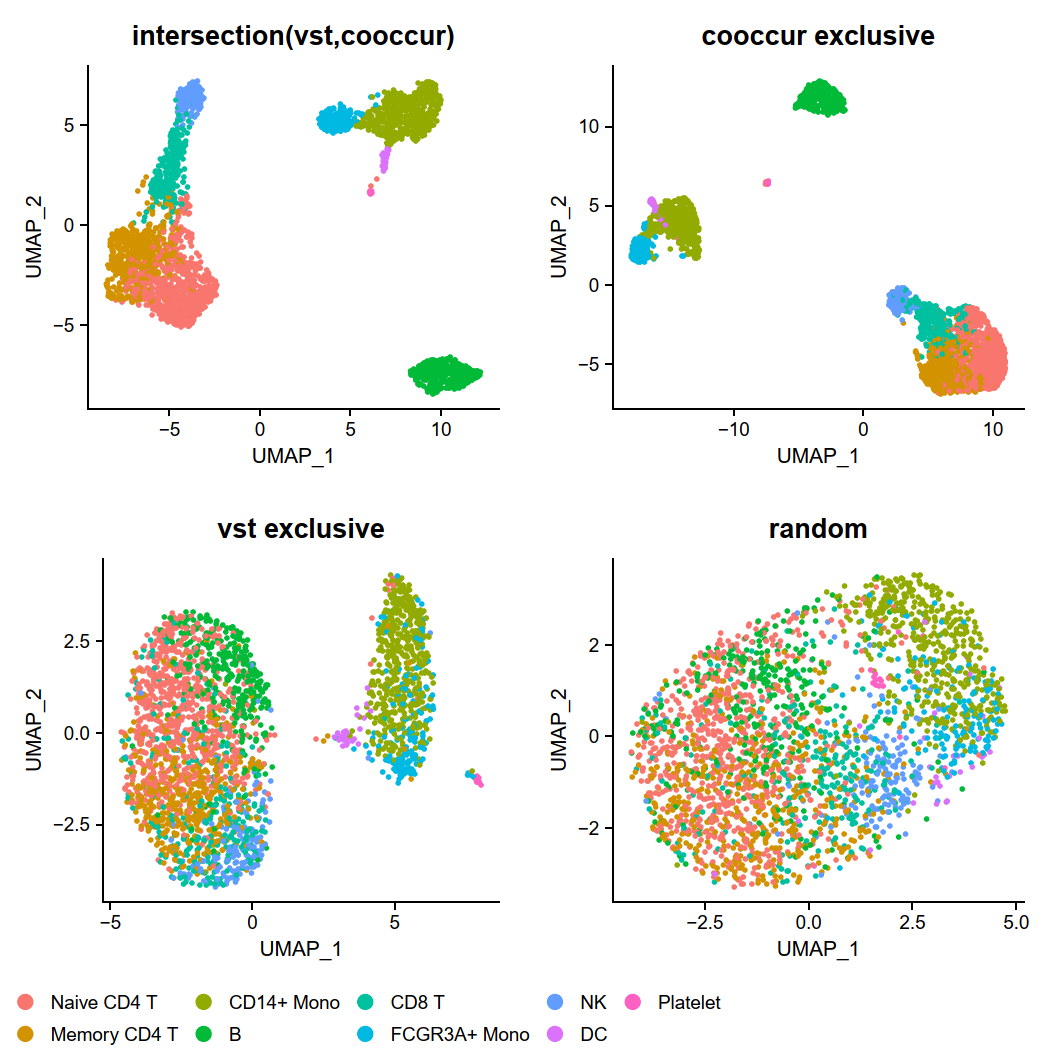 intersection(vst,cooccur)
5
0
−5
UMAP_2
−5 0 5 10
UMAP_1
cooccur exclusive
10
5
0
−5
UMAP_2
−10 0 10
UMAP_1
vst exclusive
2.5
0.0
−2.5
UMAP_2
−5 0 5
UMAP_1
random
2
0
−2
UMAP_2
−2.5 0.0 2.5 5.0
UMAP_1
Naive CD4 T CD14+ Mono CD8 T NK Platelet
Memory CD4 T B FCGR3A+ Mono DC